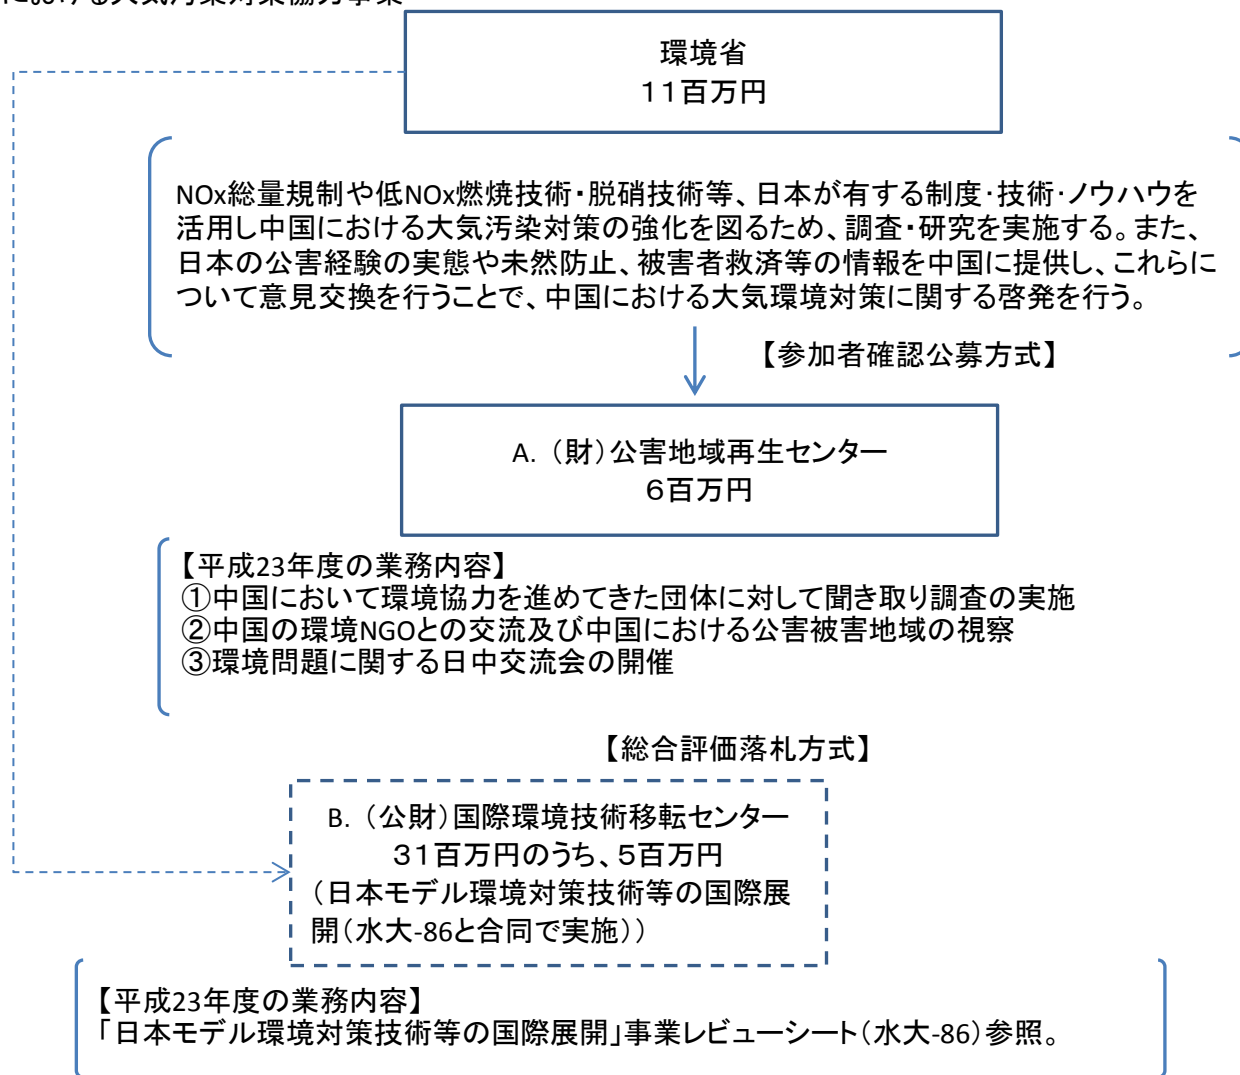 における大気汚染対策協力事業
環境省
１１百万円
NOx総量規制や低NOx燃焼技術・脱硝技術等、日本が有する制度・技術・ノウハウを
活用し中国における大気汚染対策の強化を図るため、調査・研究を実施する。また、
日本の公害経験の実態や未然防止、被害者救済等の情報を中国に提供し、これらに
ついて意見交換を行うことで、中国における大気環境対策に関する啓発を行う。
【参加者確認公募方式】
A. （財）公害地域再生センター
６百万円
【平成23年度の業務内容】
①中国において環境協力を進めてきた団体に対して聞き取り調査の実施
②中国の環境NGOとの交流及び中国における公害被害地域の視察
③環境問題に関する日中交流会の開催
【総合評価落札方式】
B. （公財）国際環境技術移転センター
３１百万円のうち、５百万円
（日本モデル環境対策技術等の国際展
開（水大-86と合同で実施））
【平成23年度の業務内容】
「日本モデル環境対策技術等の国際展開」事業レビューシート（水大-86）参照。